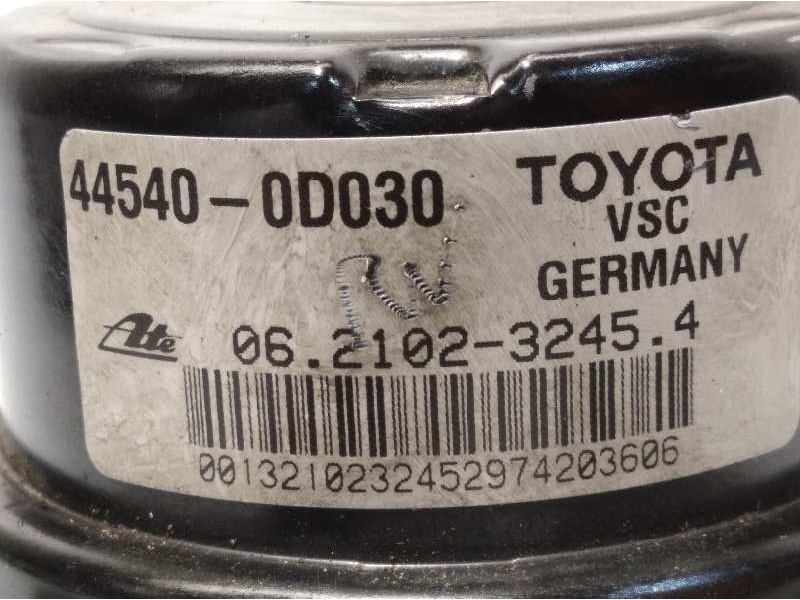 44540-0D030
TOYOTA
VSC
GERMANY
Ate
06.2102-3245.4
00132102324529742036​06